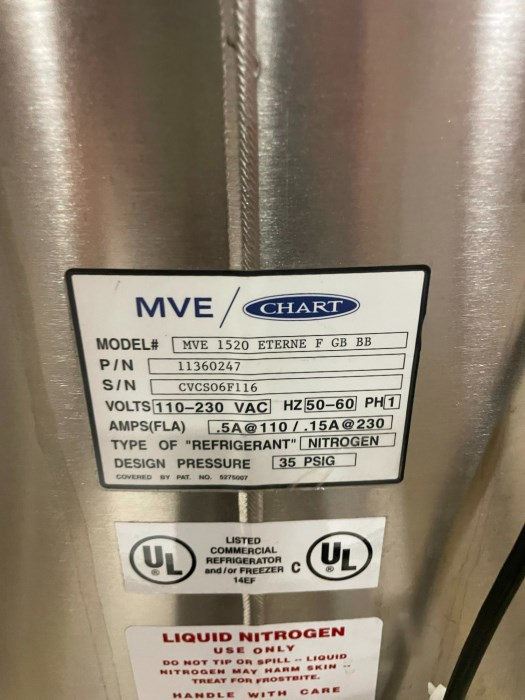 MVE / CHART
MODEL# MVE 1520 ETERNE F GB BB
P/N 11360247
S/N CVCSO6F116
VOLTS 110-230 VAC HZ 50-60 PH 1
AMPS(FLA) .5A@110 / .15A@230
TYPE OF "REFRIGERANT" NITROGEN
DESIGN PRESSURE 35 PSIG
COVERED BY PAT. NO. 5275007
UL LISTED
COMMERCIAL
REFRIGERATOR
and/or FREEZER
14EF
C UL
LIQUID NITROGEN
USE ONLY
DO NOT TIP OR SPILL -- LIQUID
NITROGEN MAY HARM SKIN --
TREAT FOR FROSTBITE.
HANDLE WITH CARE